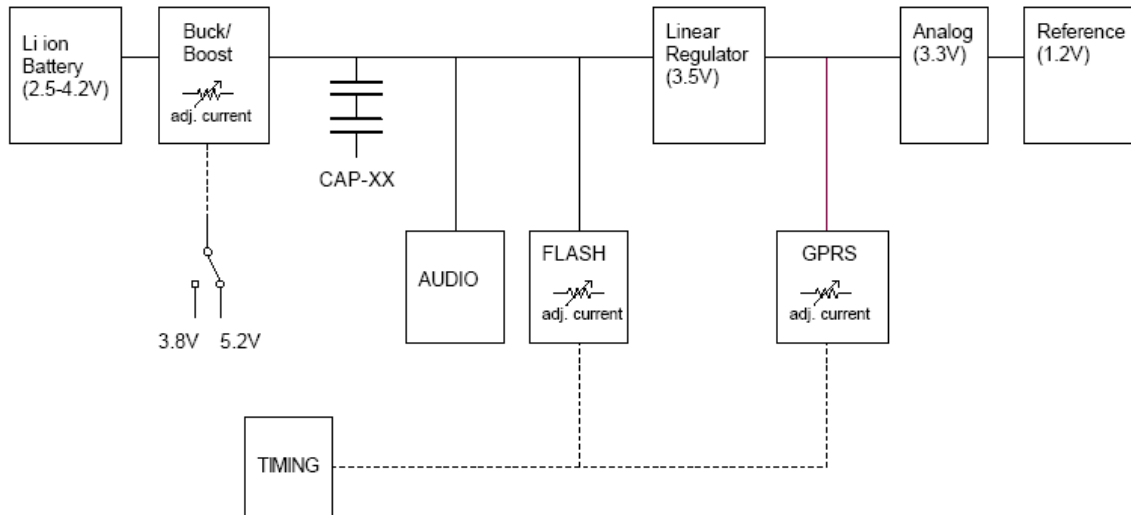 Li ion
Battery
(2.5-4.2V)
Buck/
Boost
adj. current
Linear
Regulator
(3.5V)
Analog
(3.3V)
Reference
(1.2V)
CAP-XX
AUDIO
FLASH
adj. current
GPRS
adj. current
3.8V 5.2V
TIMING